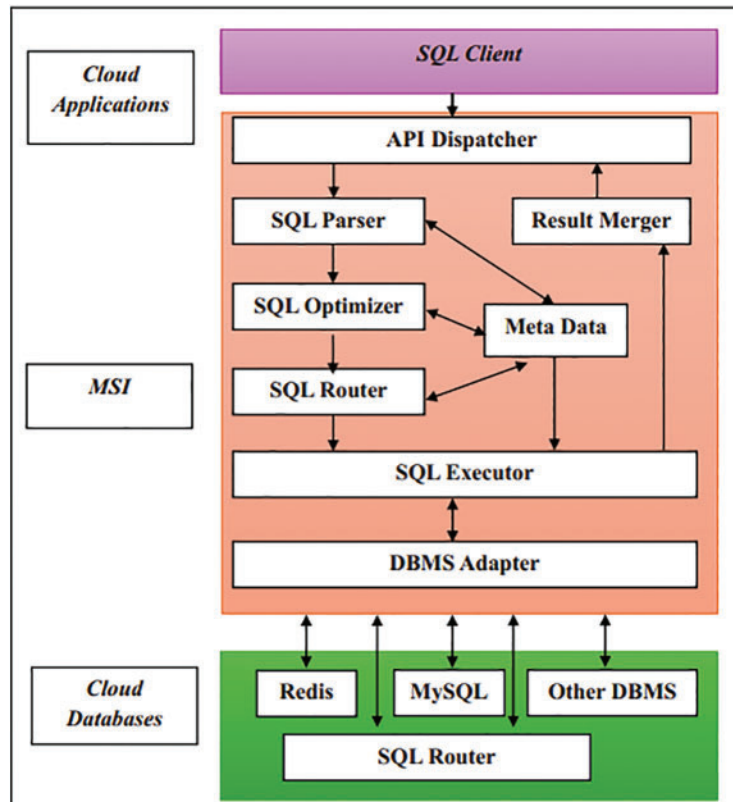 Cloud
Applications
SQL Client
API Dispatcher
SQL Parser
Result Merger
SQL Optimizer
Meta Data
MSI
SQL Router
SQL Executor
DBMS Adapter
Cloud
Databases
Redis
MySQL
Other DBMS
SQL Router